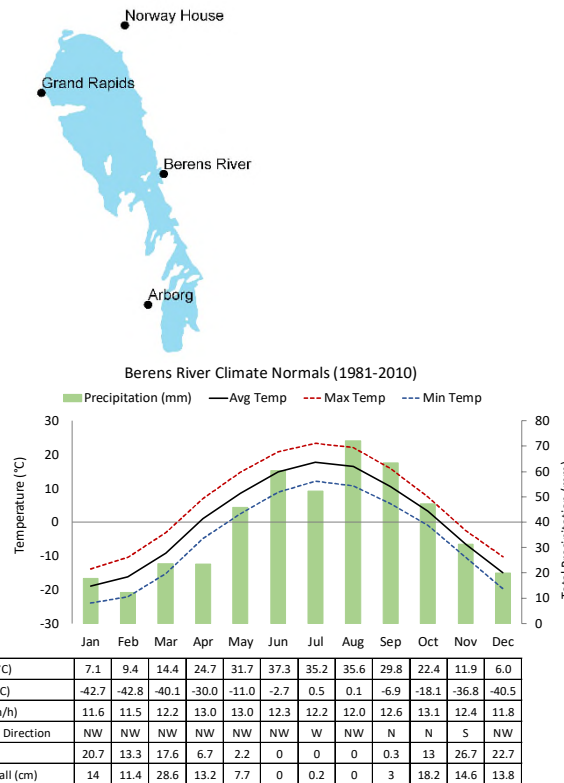 Norway House
Grand Rapids
Berens River
Arborg
Berens River Climate Normals (1981-2010)
Precipitation (mm) Avg Temp Max Temp Min Temp
30 80
20 70
10 60
0 50
-10 40
-20 30
-30 20
10
0
Temperature (°C)
Jan Feb Mar Apr May Jun Jul Aug Sep Oct Nov Dec
°C) 7.1 9.4 14.4 24.7 31.7 37.3 35.2 35.6 29.8 22.4 11.9 6.0
°C) -42.7 -42.8 -40.1 -30.0 -11.0 -2.7 0.5 0.1 -6.9 -18.1 -36.8 -40.5
/h) 11.6 11.5 12.2 13.0 13.0 12.3 12.2 12.0 12.6 13.1 12.4 11.8
Direction NW NW NW NW NW NW W NW N N S NW
20.7 13.3 17.6 6.7 2.2 0 0 0 0.3 13 26.7 22.7
all (cm) 14 11.4 28.6 13.2 7.7 0 0.2 0 3 18.2 14.6 13.8